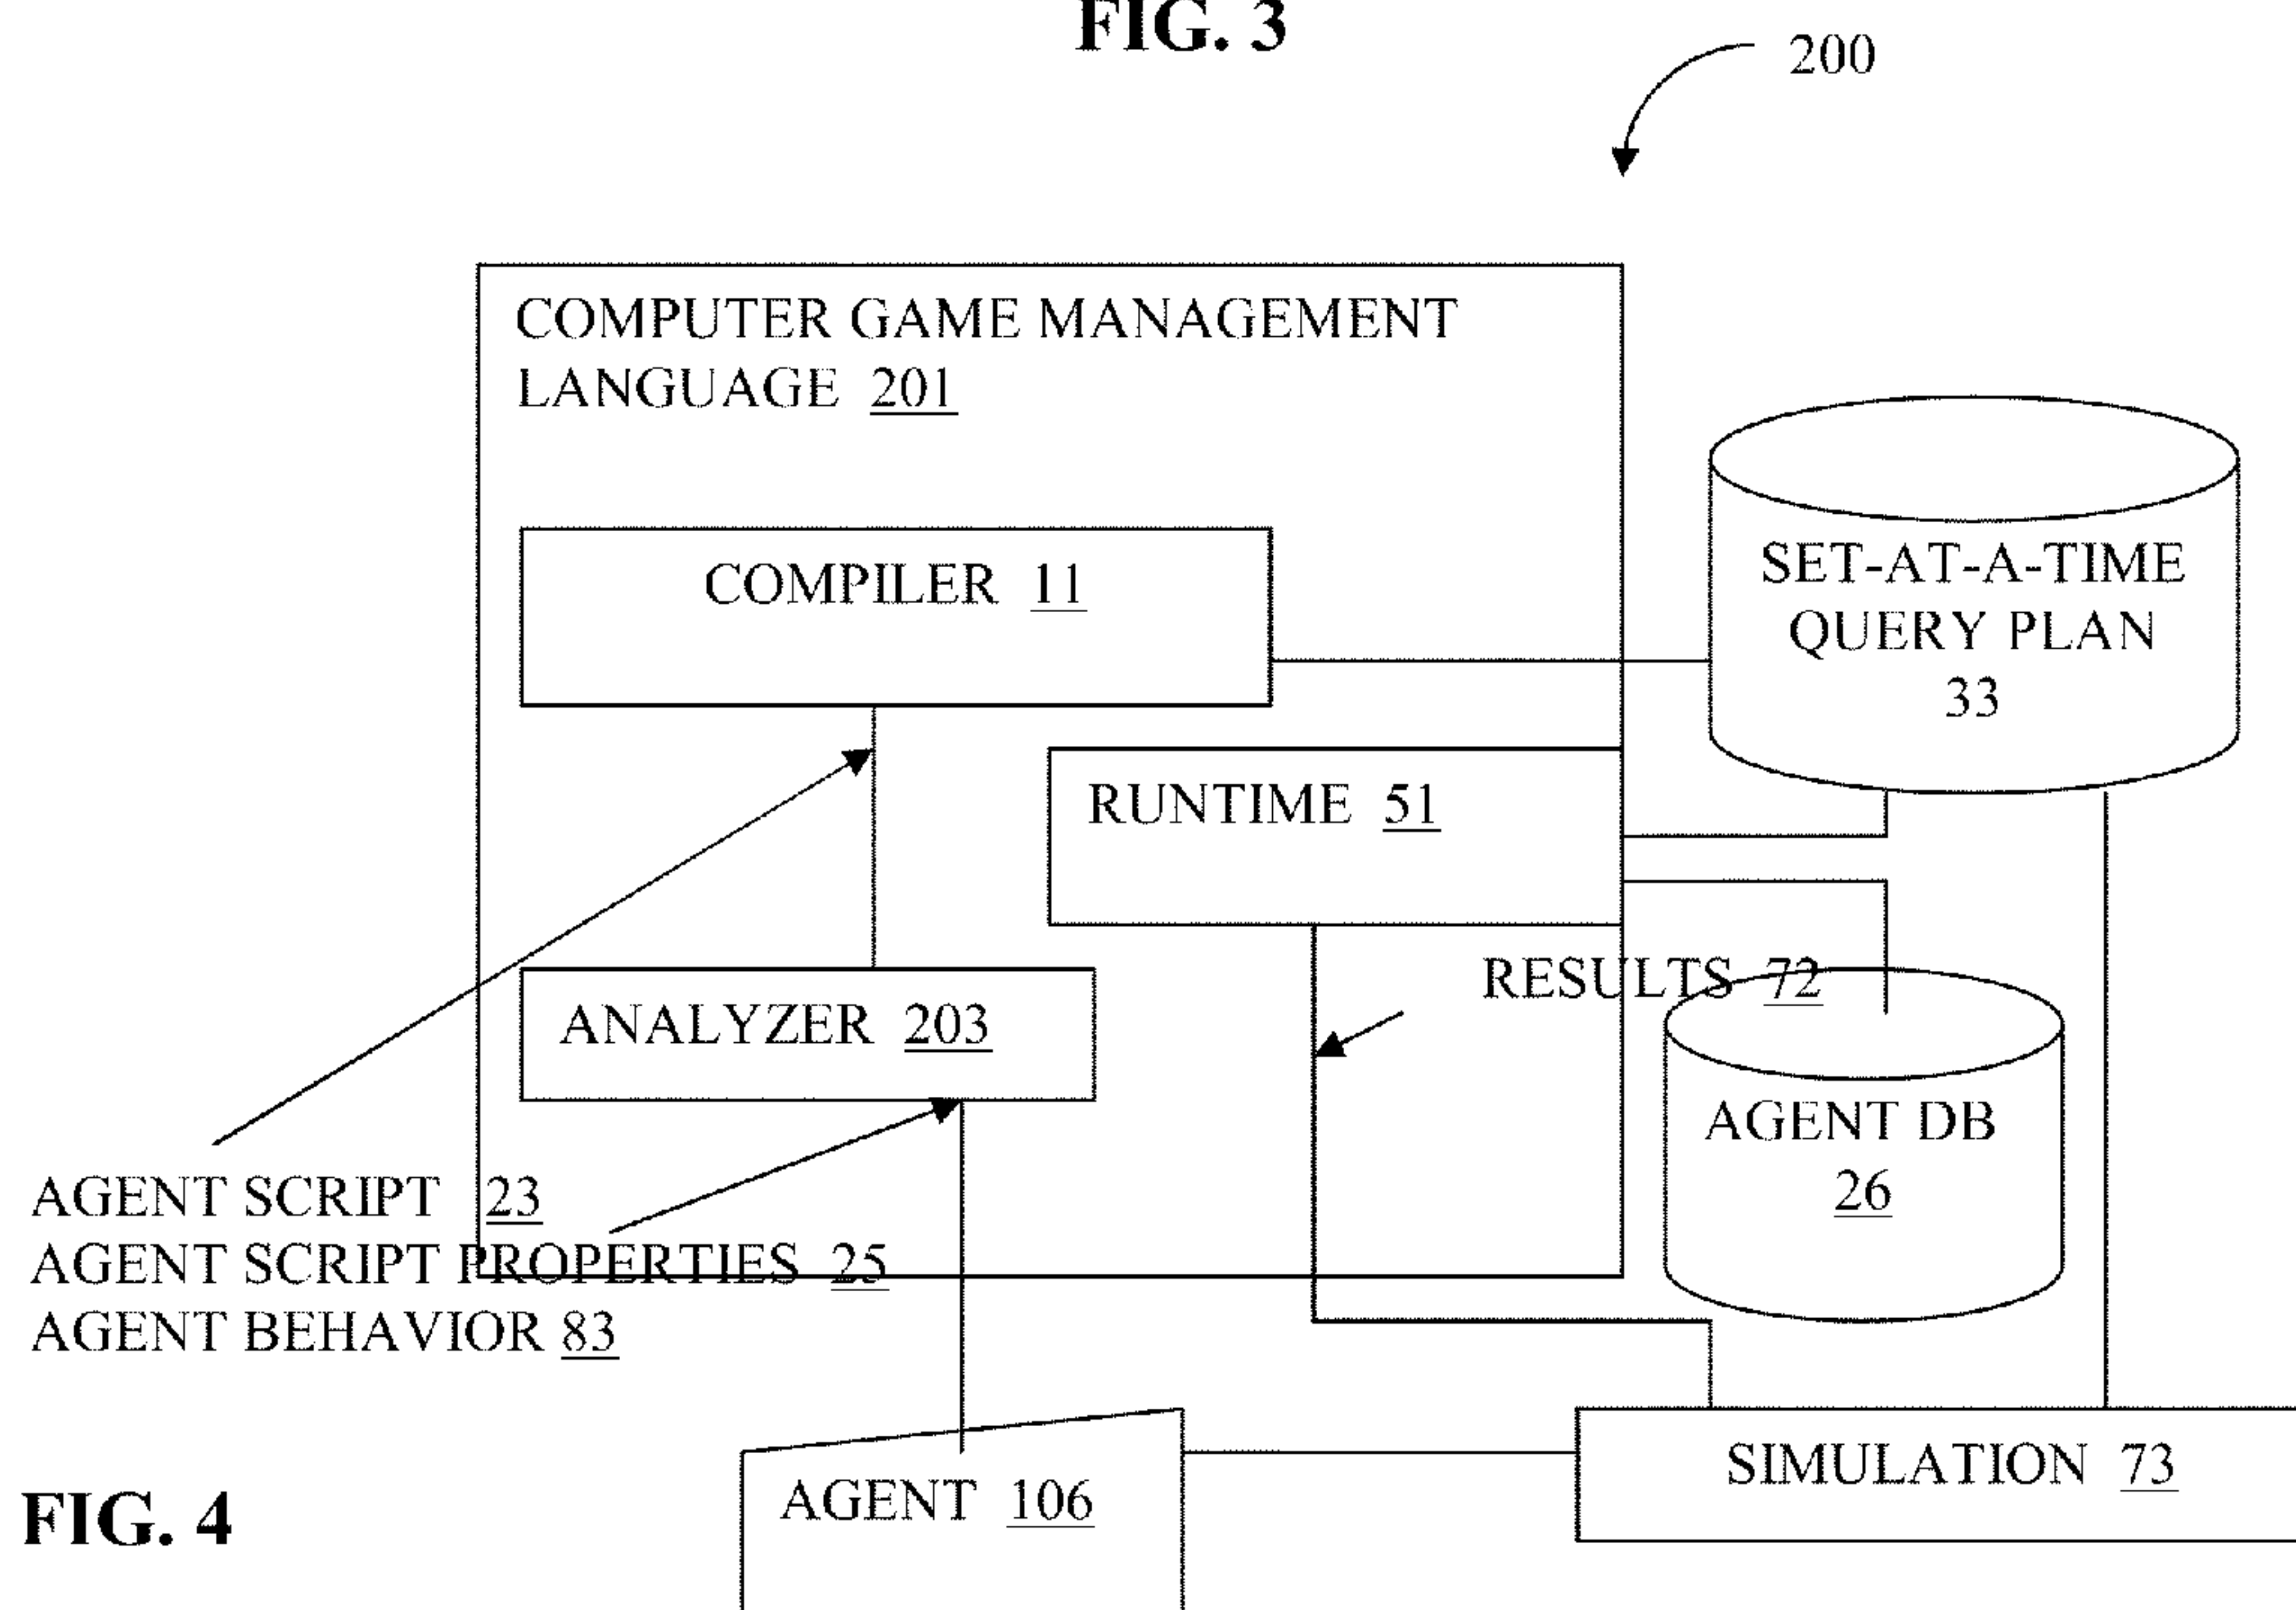 FIG. 3
200
COMPUTER GAME MANAGEMENT
LANGUAGE 201
COMPILER 11
SET-AT-A-TIME
QUERY PLAN
33
RUNTIME 51
RESULTS 72
ANALYZER 203
AGENT DB
26
AGENT SCRIPT 23
AGENT SCRIPT PROPERTIES 25
AGENT BEHAVIOR 83
SIMULATION 73
AGENT 106
FIG. 4